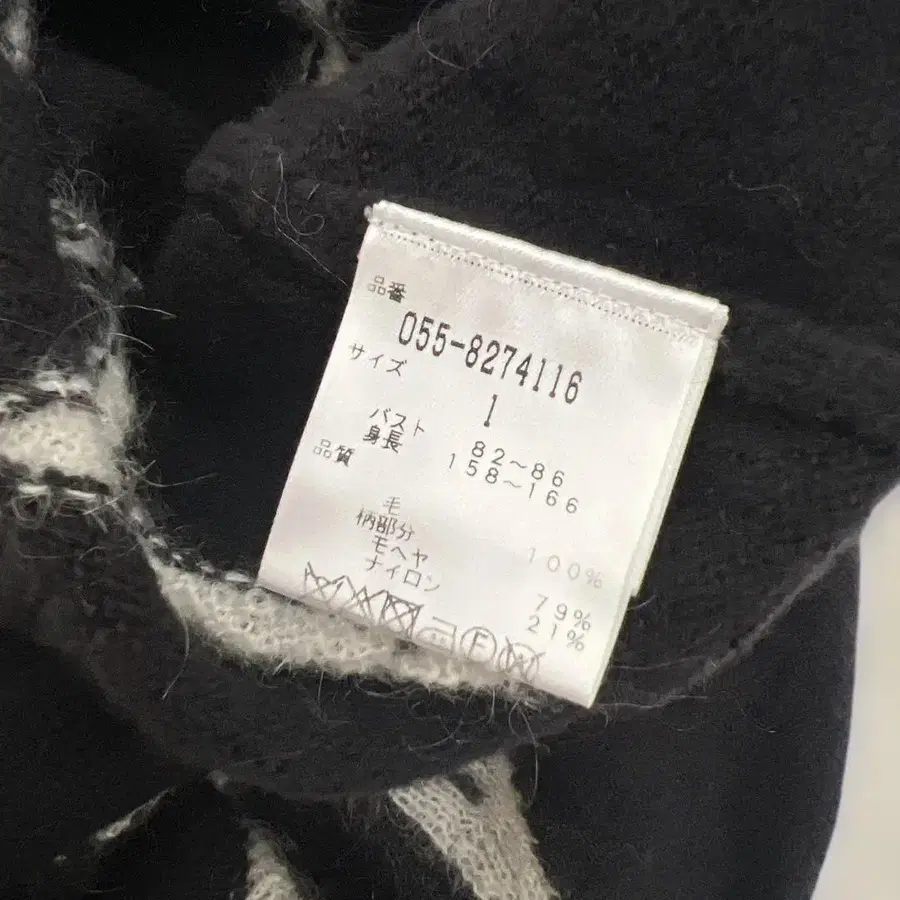 品番
055-8274116
サイズ
1
バスト 82～86
身長 158～166
品質
毛 100%
柄部分
モヘヤ 79%
ナイロン 21%
F W